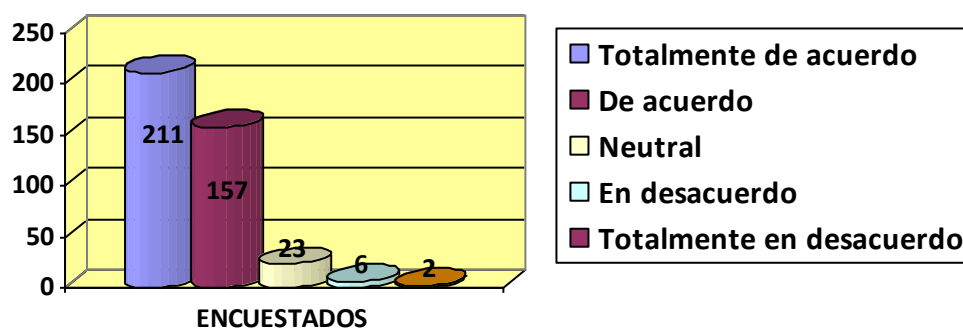 250
200
150
100
50
0
211
157
23
6
2
ENCUESTADOS
Totalmente de acuerdo
De acuerdo
Neutral
En desacuerdo
Totalmente en desacuerdo